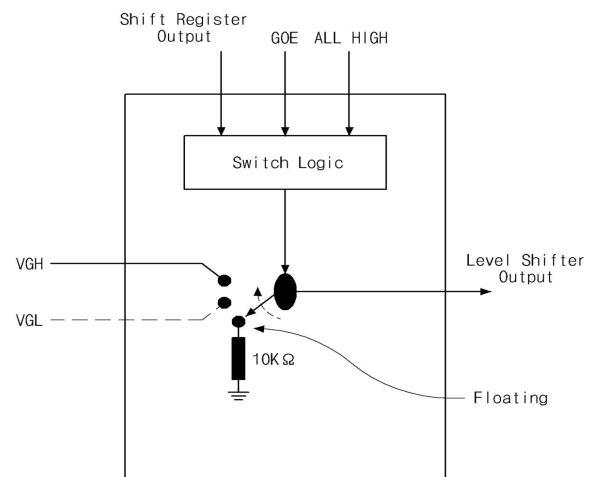 Shift Register
Output
GOE
ALL HIGH
Switch Logic
VGH
Level Shifter
Output
VGL
10KΩ
Floating